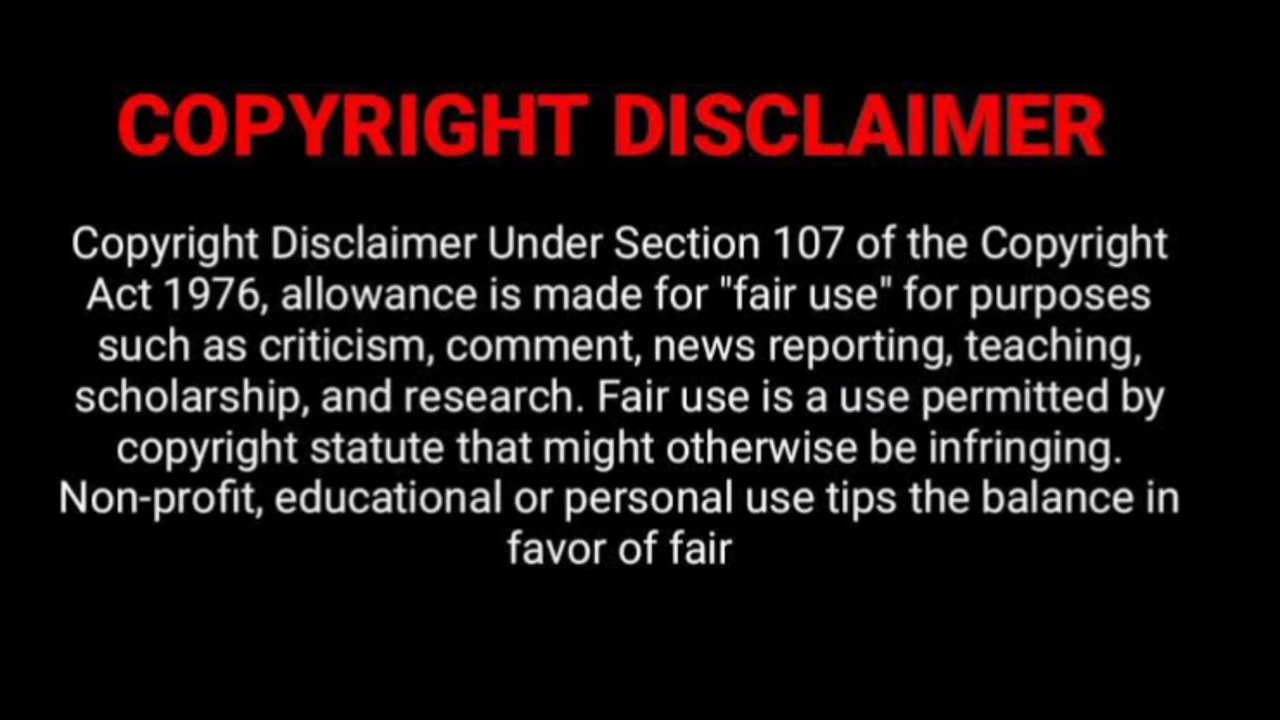 COPYRIGHT DISCLAIMER
Copyright Disclaimer Under Section 107 of the Copyright
Act 1976, allowance is made for "fair use" for purposes
such as criticism, comment, news reporting, teaching,
scholarship, and research. Fair use is a use permitted by
copyright statute that might otherwise be infringing.
Non-profit, educational or personal use tips the balance in
favor of fair